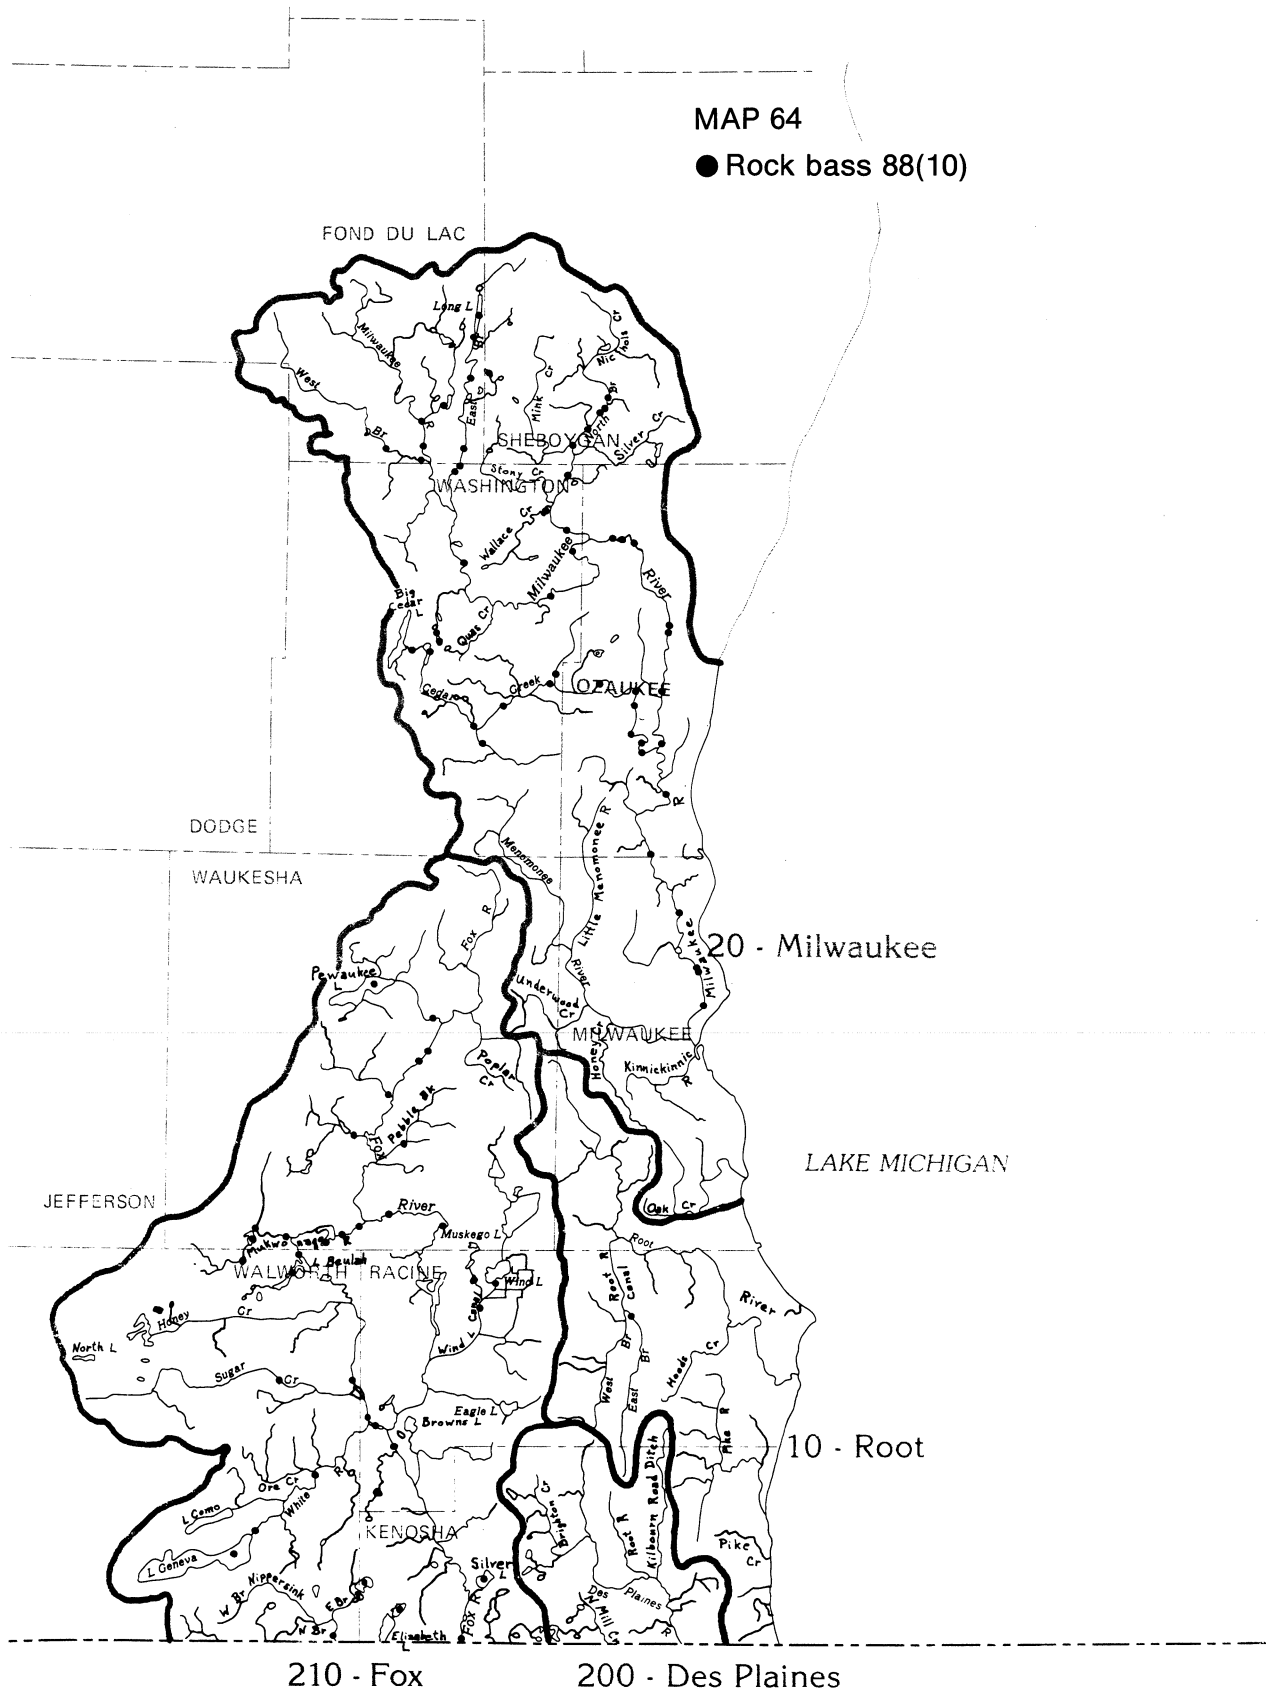 MAP 64
● Rock bass 88(10)
FOND DU LAC
Long L
Milwaukee
R
East
Br
Nichols Cr
West
Br
Mink Cr
North Br
Silver Cr
SHEBOYGAN
Stony Cr
WASHINGTON
Wallace Cr
Milwaukee
River
Big
Cedar
L
Quas Cr
Cedar
Creek
OZAUKEE
R
DODGE
WAUKESHA
Menomonee
Little Menomonee R
River
Fox R
Milwaukee
20 - Milwaukee
Pewaukee
L
Underwood
Cr
MILWAUKEE
Honey Cr
Kinnickinnic
R
Poplar
Cr
Pebble Bk
Fox
LAKE MICHIGAN
JEFFERSON
River
Oak Cr
Muskego L
Mukwonago R
L Beulah
Root
WALWORTH
RACINE
Wind L
Root R
Canal
River
Honey
Cr
Wind L Canal
North L
Sugar
Cr
West
Br
East
Br
Hoods
Cr
Eagle L
Browns L
Pike R
10 - Root
Ore Cr
White
R
L Como
Brighton Cr
Root R
Kilbourn Road Ditch
KENOSHA
Pike
Cr
L Geneva
Silver
L
W Br
Nippersink
E Br
N Br
Elizabeth
L
Fox R
Des
Plaines
R
N Mill Cr
210 - Fox
200 - Des Plaines